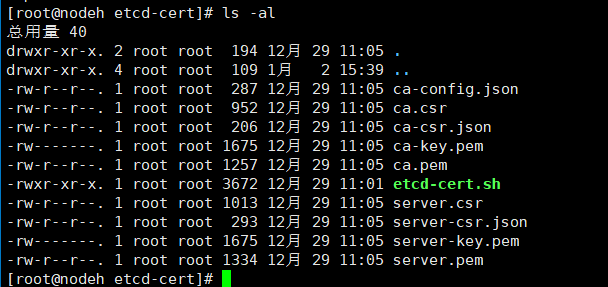 [root@nodeh etcd-cert]# ls -al
总用量 40
drwxr-xr-x. 2 root root  194 12月 29 11:05 .
drwxr-xr-x. 4 root root  109 1月   2 15:39 ..
-rw-r--r--. 1 root root  287 12月 29 11:05 ca-config.json
-rw-r--r--. 1 root root  952 12月 29 11:05 ca.csr
-rw-r--r--. 1 root root  206 12月 29 11:05 ca-csr.json
-rw-------. 1 root root 1675 12月 29 11:05 ca-key.pem
-rw-r--r--. 1 root root 1257 12月 29 11:05 ca.pem
-rwxr-xr-x. 1 root root 3672 12月 29 11:01 etcd-cert.sh
-rw-r--r--. 1 root root 1013 12月 29 11:05 server.csr
-rw-r--r--. 1 root root  293 12月 29 11:05 server-csr.json
-rw-------. 1 root root 1675 12月 29 11:05 server-key.pem
-rw-r--r--. 1 root root 1334 12月 29 11:05 server.pem
[root@nodeh etcd-cert]#